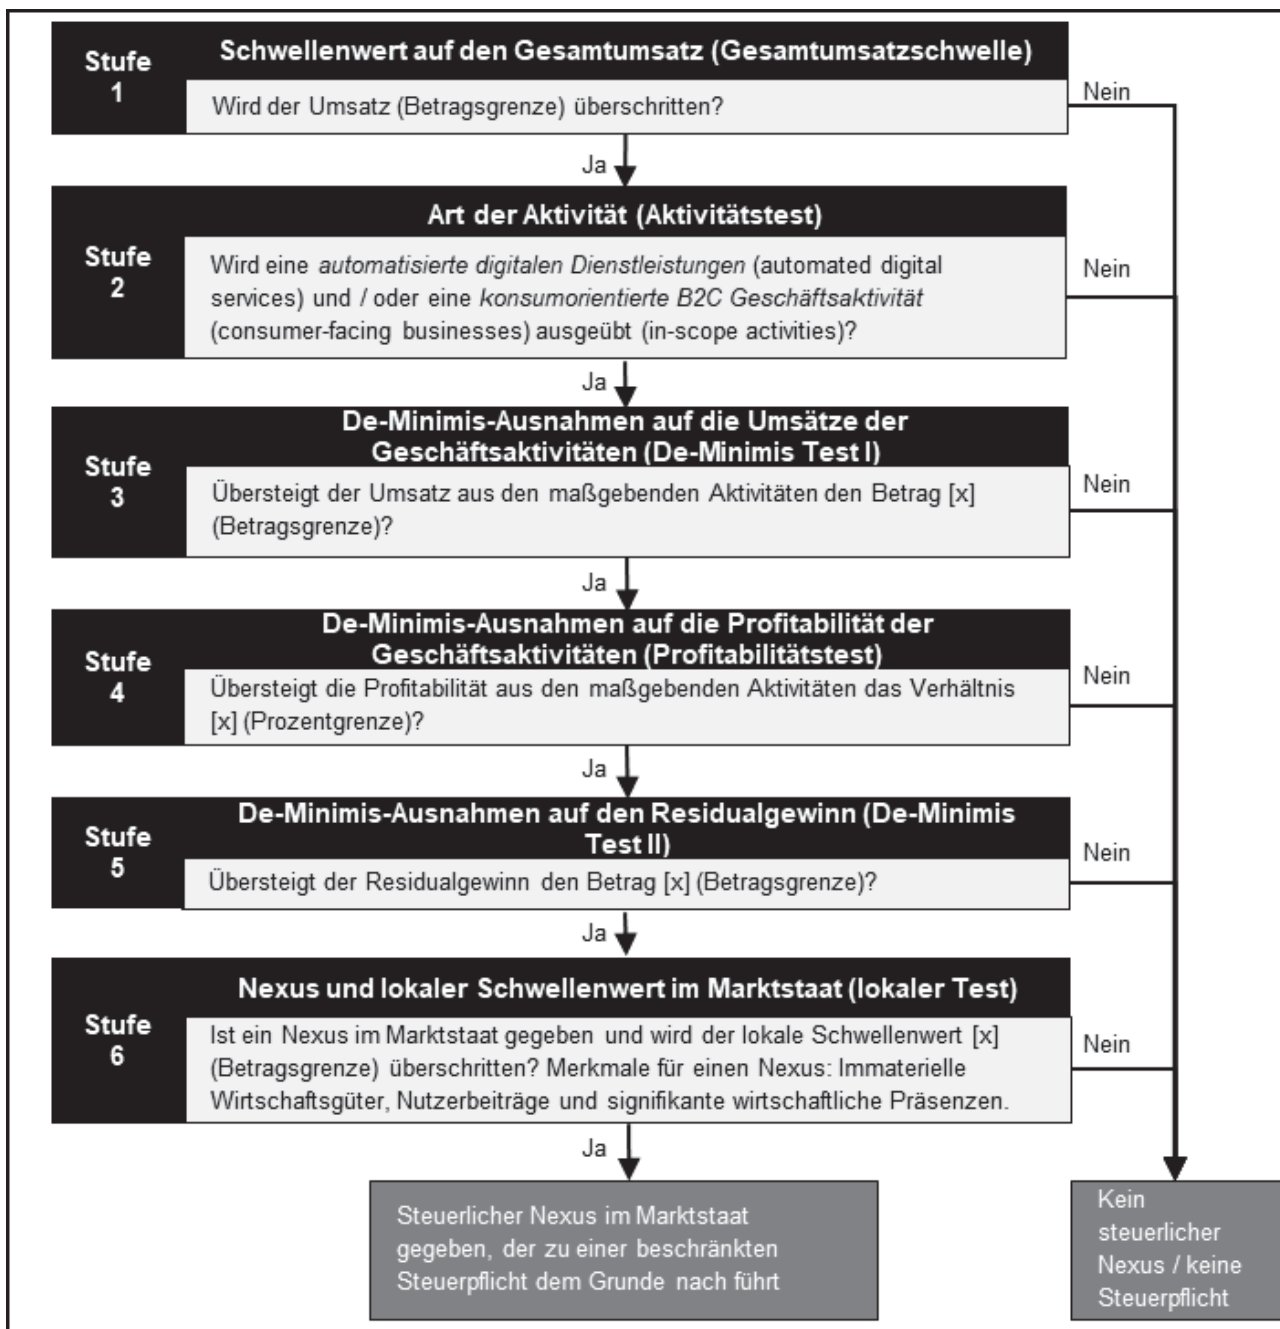 Stufe
1
Schwellenwert auf den Gesamtumsatz (Gesamtumsatzschwelle)
Wird der Umsatz (Betragsgrenze) überschritten?
Nein
Ja
Stufe
2
Art der Aktivität (Aktivitätstest)
Wird eine automatisierte digitalen Dienstleistungen (automated digital
services) und / oder eine konsumorientierte B2C Geschäftsaktivität
(consumer-facing businesses) ausgeübt (in-scope activities)?
Nein
Ja
Stufe
3
De-Minimis-Ausnahmen auf die Umsätze der
Geschäftsaktivitäten (De-Minimis Test I)
Übersteigt der Umsatz aus den maßgebenden Aktivitäten den Betrag [x]
(Betragsgrenze)?
Nein
Ja
Stufe
4
De-Minimis-Ausnahmen auf die Profitabilität der
Geschäftsaktivitäten (Profitabilitätstest)
Übersteigt die Profitabilität aus den maßgebenden Aktivitäten das Verhältnis
[x] (Prozentgrenze)?
Nein
Ja
Stufe
5
De-Minimis-Ausnahmen auf den Residualgewinn (De-Minimis
Test II)
Übersteigt der Residualgewinn den Betrag [x] (Betragsgrenze)?
Nein
Ja
Stufe
6
Nexus und lokaler Schwellenwert im Marktstaat (lokaler Test)
Ist ein Nexus im Marktstaat gegeben und wird der lokale Schwellenwert [x]
(Betragsgrenze) überschritten? Merkmale für einen Nexus: Immaterielle
Wirtschaftsgüter, Nutzerbeiträge und signifikante wirtschaftliche Präsenzen.
Nein
Ja
Steuerlicher Nexus im Marktstaat
gegeben, der zu einer beschränkten
Steuerpflicht dem Grunde nach führt
Kein
steuerlicher
Nexus / keine
Steuerpflicht